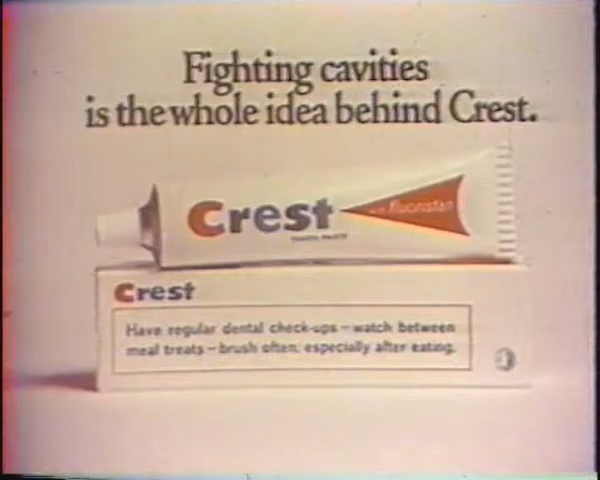 Fighting cavities
is the whole idea behind Crest.
Crest
fluoristan
Crest
Have regular dental check-ups – watch between
meal treats – brush often, especially after eating.